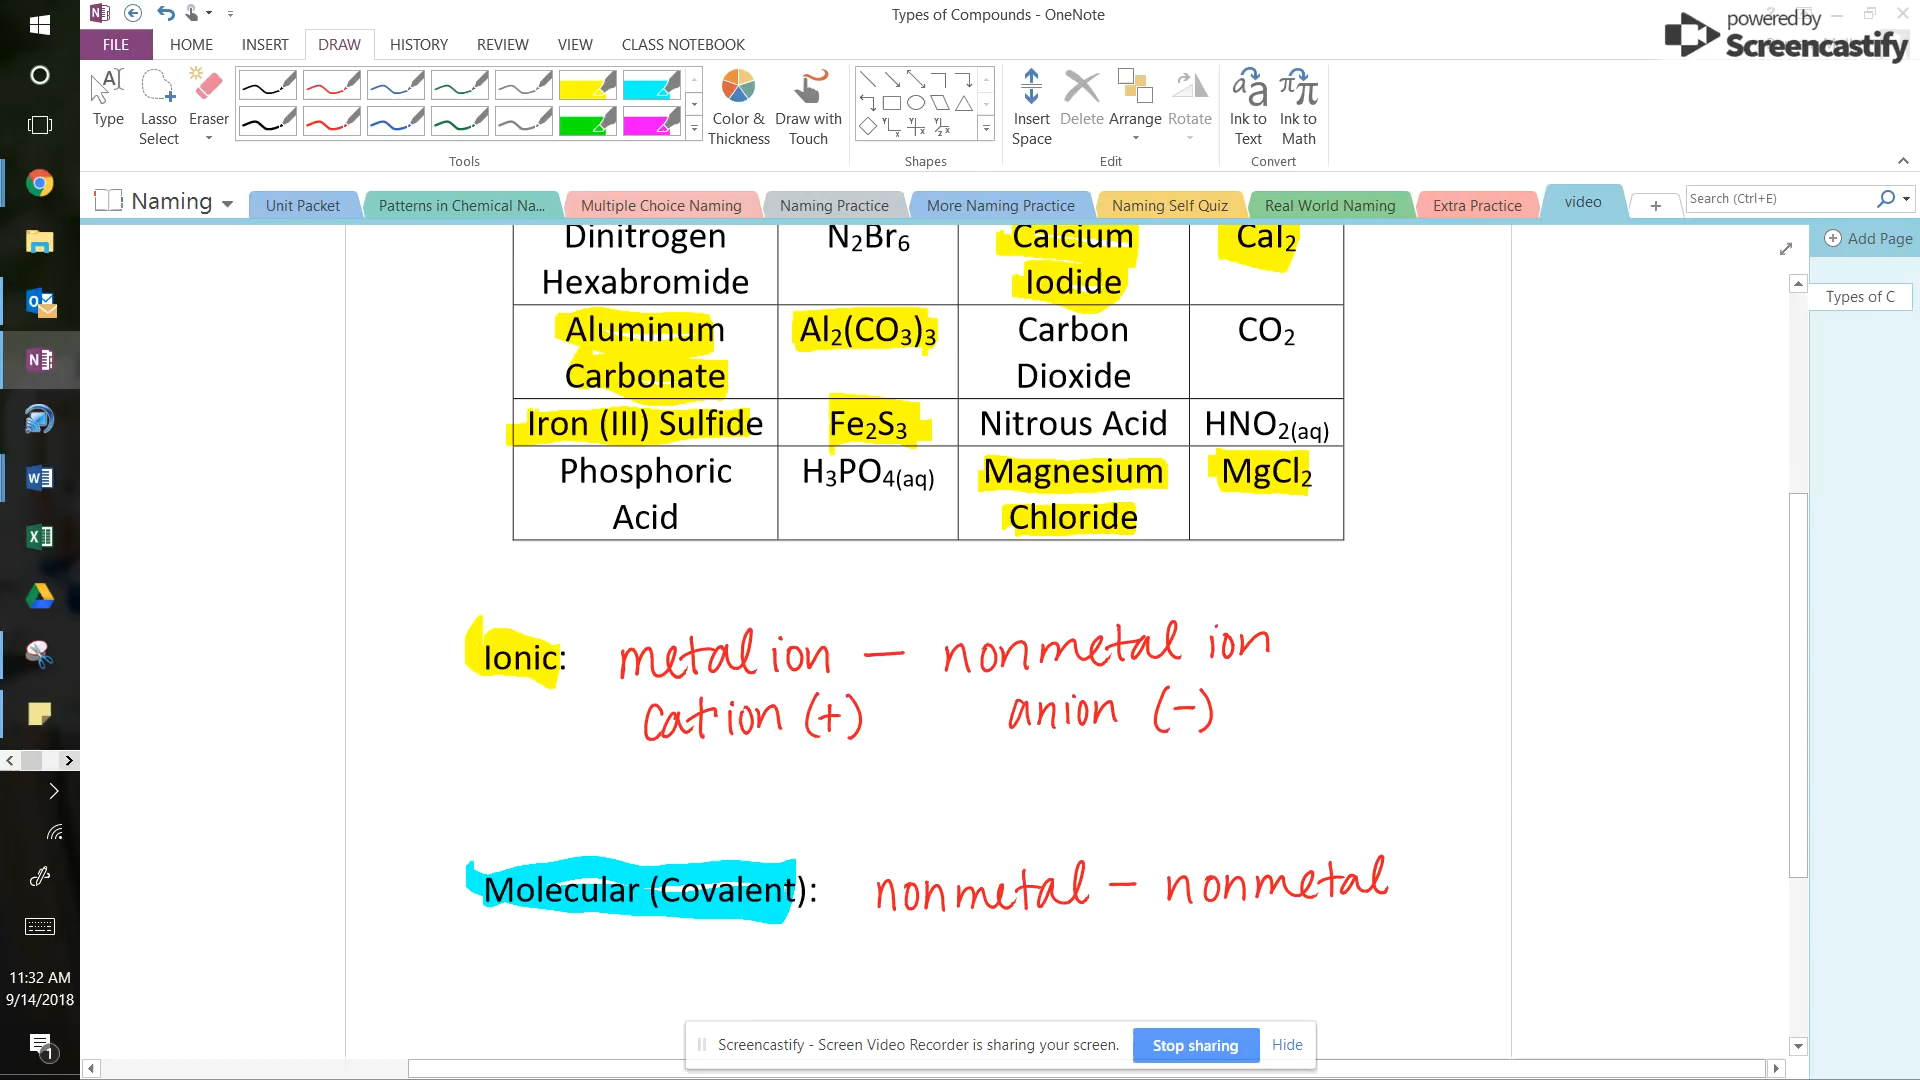 Types of Compounds - OneNote
powered by
Screencastify
FILE HOME INSERT DRAW HISTORY REVIEW VIEW CLASS NOTEBOOK
Type Lasso Select Eraser Color & Thickness Draw with Touch Insert Space Delete Arrange Rotate Ink to Text Ink to Math
Tools Shapes Edit Convert
Naming Unit Packet Patterns in Chemical Na... Multiple Choice Naming Naming Practice More Naming Practice Naming Self Quiz Real World Naming Extra Practice video + Search (Ctrl+E)
Add Page
Types of C
Dinitrogen Hexabromide N₂Br₆ Calcium Iodide CaI₂
Aluminum Carbonate Al₂(CO₃)₃ Carbon Dioxide CO₂
Iron (III) Sulfide Fe₂S₃ Nitrous Acid HNO₂(aq)
Phosphoric Acid H₃PO₄(aq) Magnesium Chloride MgCl₂
Ionic: metal ion — nonmetal ion
cation (+) anion (-)
Molecular (Covalent): nonmetal — nonmetal
11:32 AM
9/14/2018
1
Screencastify - Screen Video Recorder is sharing your screen. Stop sharing Hide